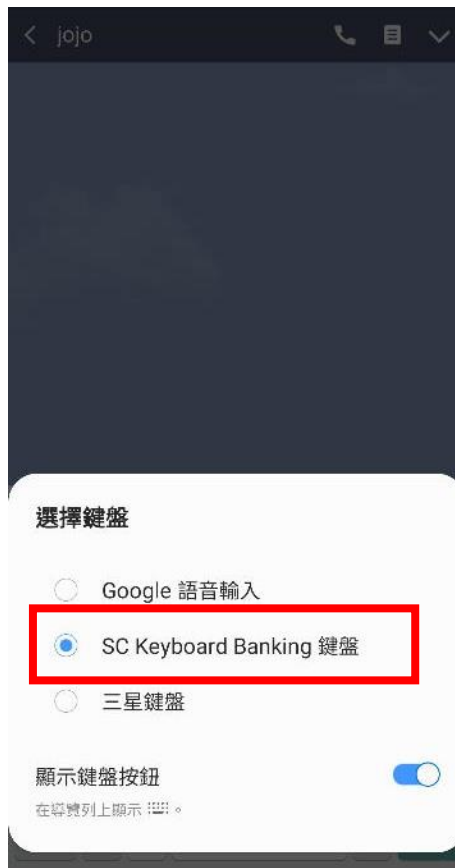 jojo
選擇鍵盤
Google 語音輸入
SC Keyboard Banking 鍵盤
三星鍵盤
顯示鍵盤按鈕
在導覽列上顯示 。